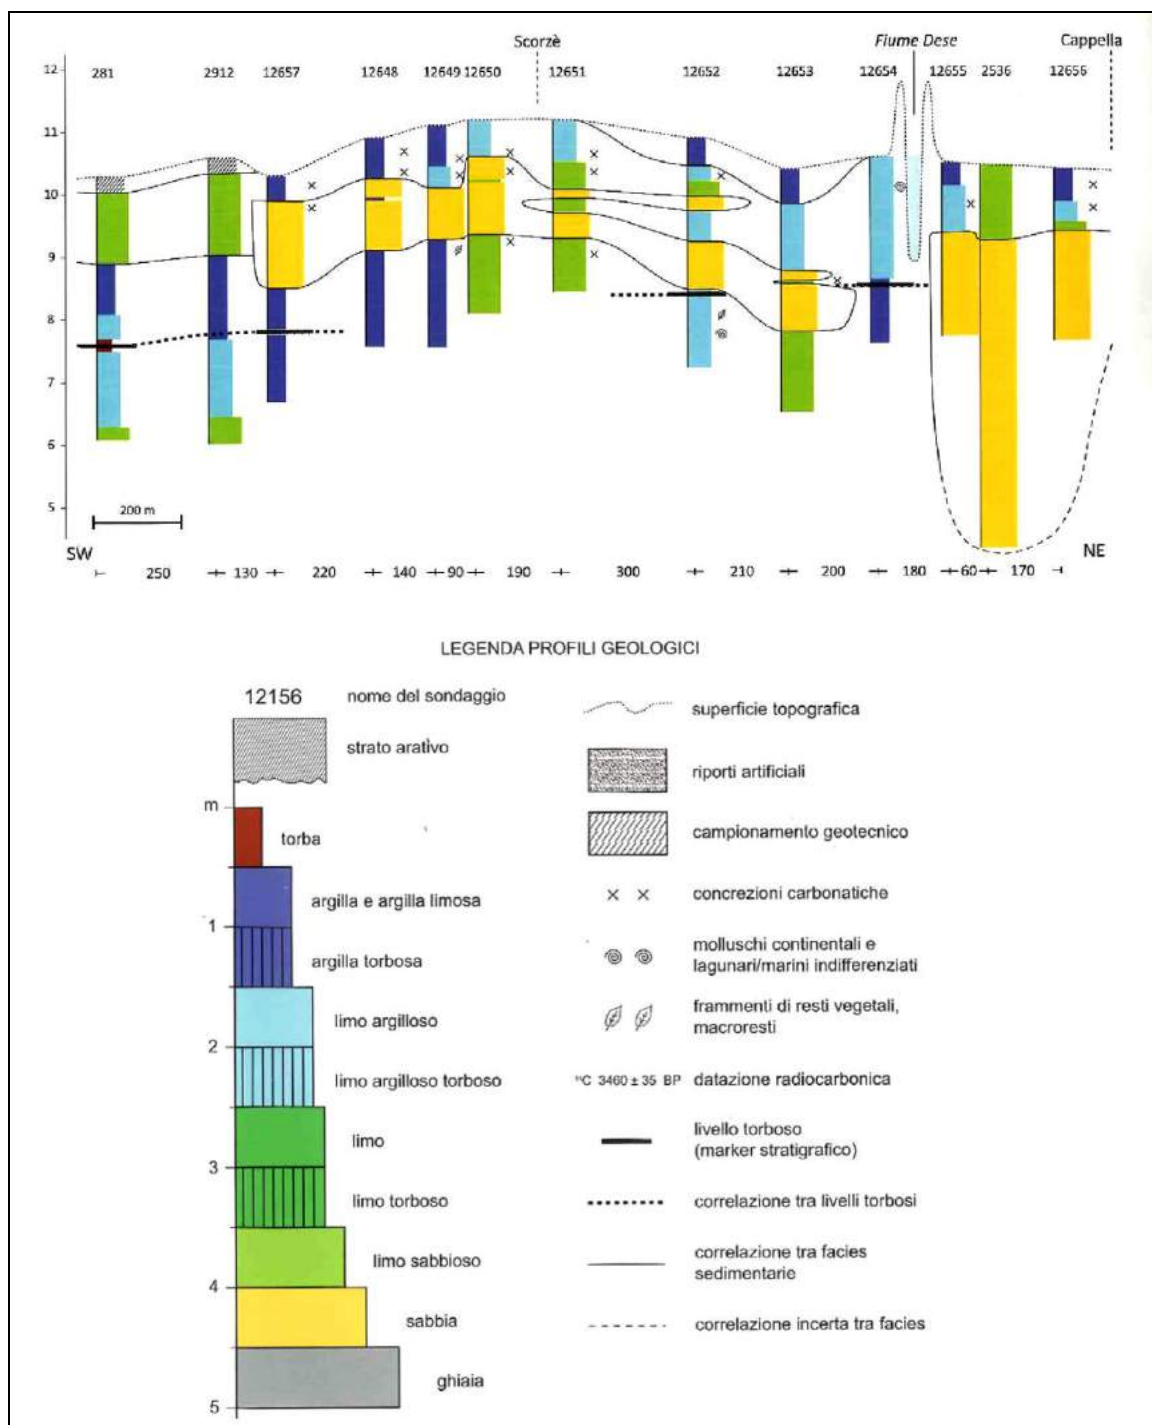 Scorzè Fiume Dese Cappella
281 2912 12657 12648 12649 12650 12651 12652 12653 12654 12655 2536 12656
12
11
10
9
8
7
6
5
200 m
SW NE
250 130 220 140 90 190 300 210 200 180 60 170
LEGENDA PROFILI GEOLOGICI
12156 nome del sondaggio
strato arativo
m
torba
argilla e argilla limosa
1
argilla torbosa
limo argilloso
2
limo argilloso torboso
limo
3
limo torboso
limo sabbioso
4
sabbia
ghiaia
5
superficie topografica
riporti artificiali
campionamento geotecnico
concrezioni carbonatiche
molluschi continentali e
lagunari/marini indifferenziati
frammenti di resti vegetali,
macroresti
¹⁴C 3460 ± 35 BP datazione radiocarbonica
livello torboso
(marker stratigrafico)
correlazione tra livelli torbosi
correlazione tra facies
sedimentarie
correlazione incerta tra facies